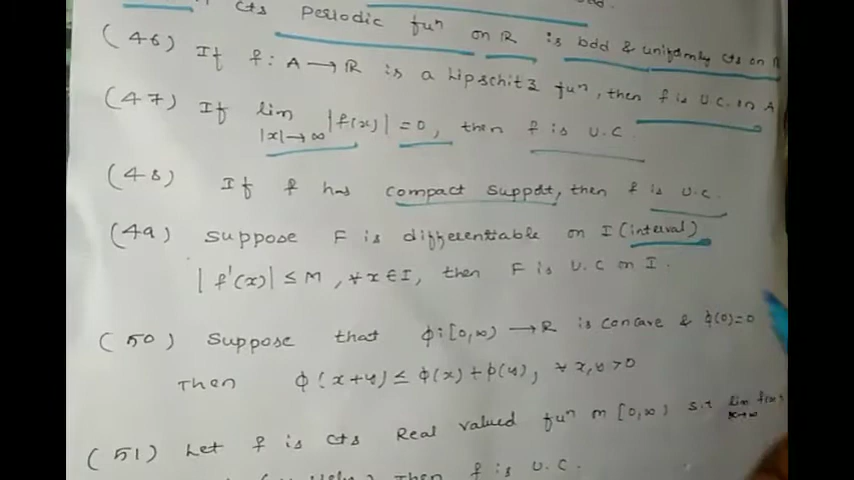 cts periodic fuⁿ on ℝ is bdd & uniformly cts on
(46) If f: A → ℝ is a Lipschitz fuⁿ, then f is U.C. on A
(47) If lim |x|→∞ |f(x)| = 0, then f is U.C
(48) If f has compact support, then f is U.C.
(49) Suppose F is differentiable on I (interval)
|f'(x)| ≤ M, ∀ x ∈ I, then F is U.C on I.
(50) Suppose that ϕ: [0,∞) → ℝ is concave & ϕ(0)=0
Then ϕ(x+y) ≤ ϕ(x) + ϕ(y), ∀ x,y > 0
(51) Let f is cts Real valued fuⁿ on [0,∞) s.t lim x→∞ f(x)
Then f is U.C.